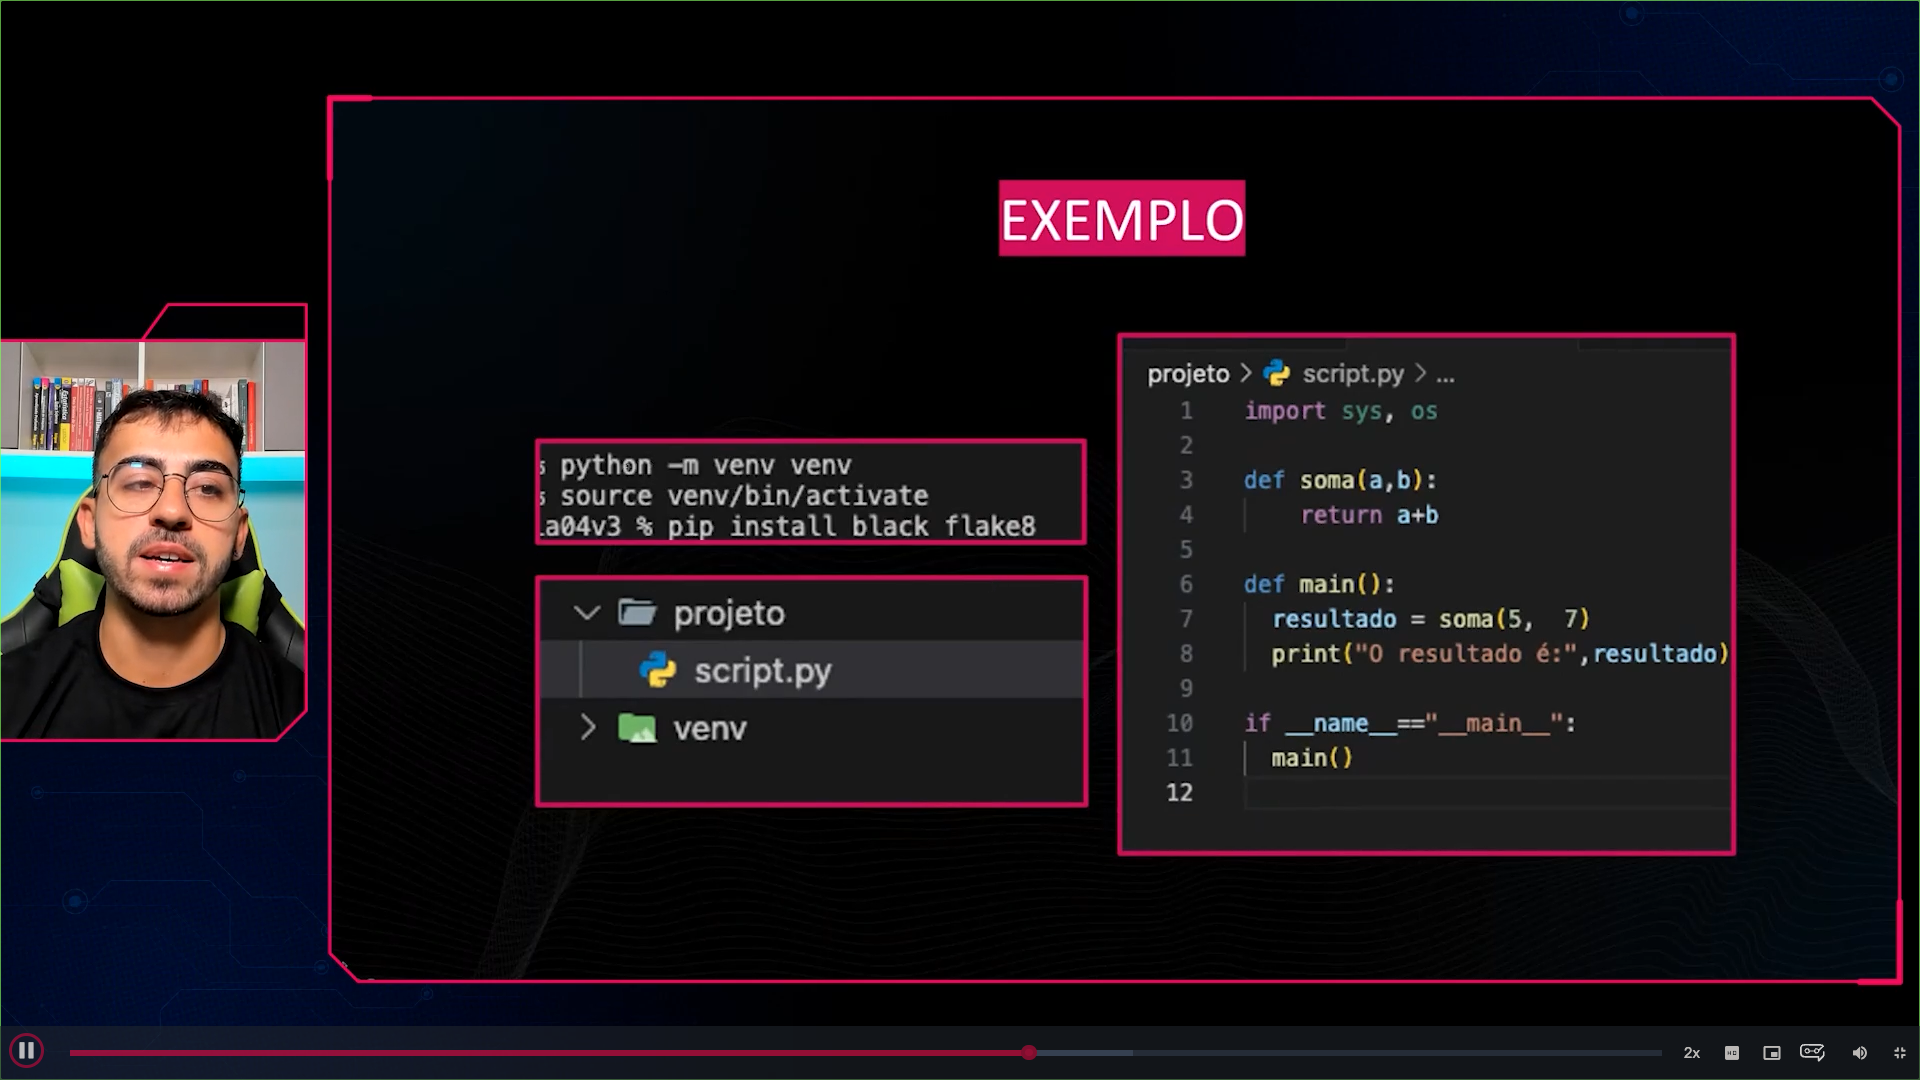 EXEMPLO
python -m venv venv
source venv/bin/activate
la04v3 % pip install black flake8
projeto
script.py
venv
projeto > script.py > ...
1 import sys, os
2
3 def soma(a,b):
4 return a+b
5
6 def main():
7 resultado = soma(5,  7)
8 print("O resultado é:",resultado)
9
10 if __name__=="__main__":
11 main()
12
2x
HD